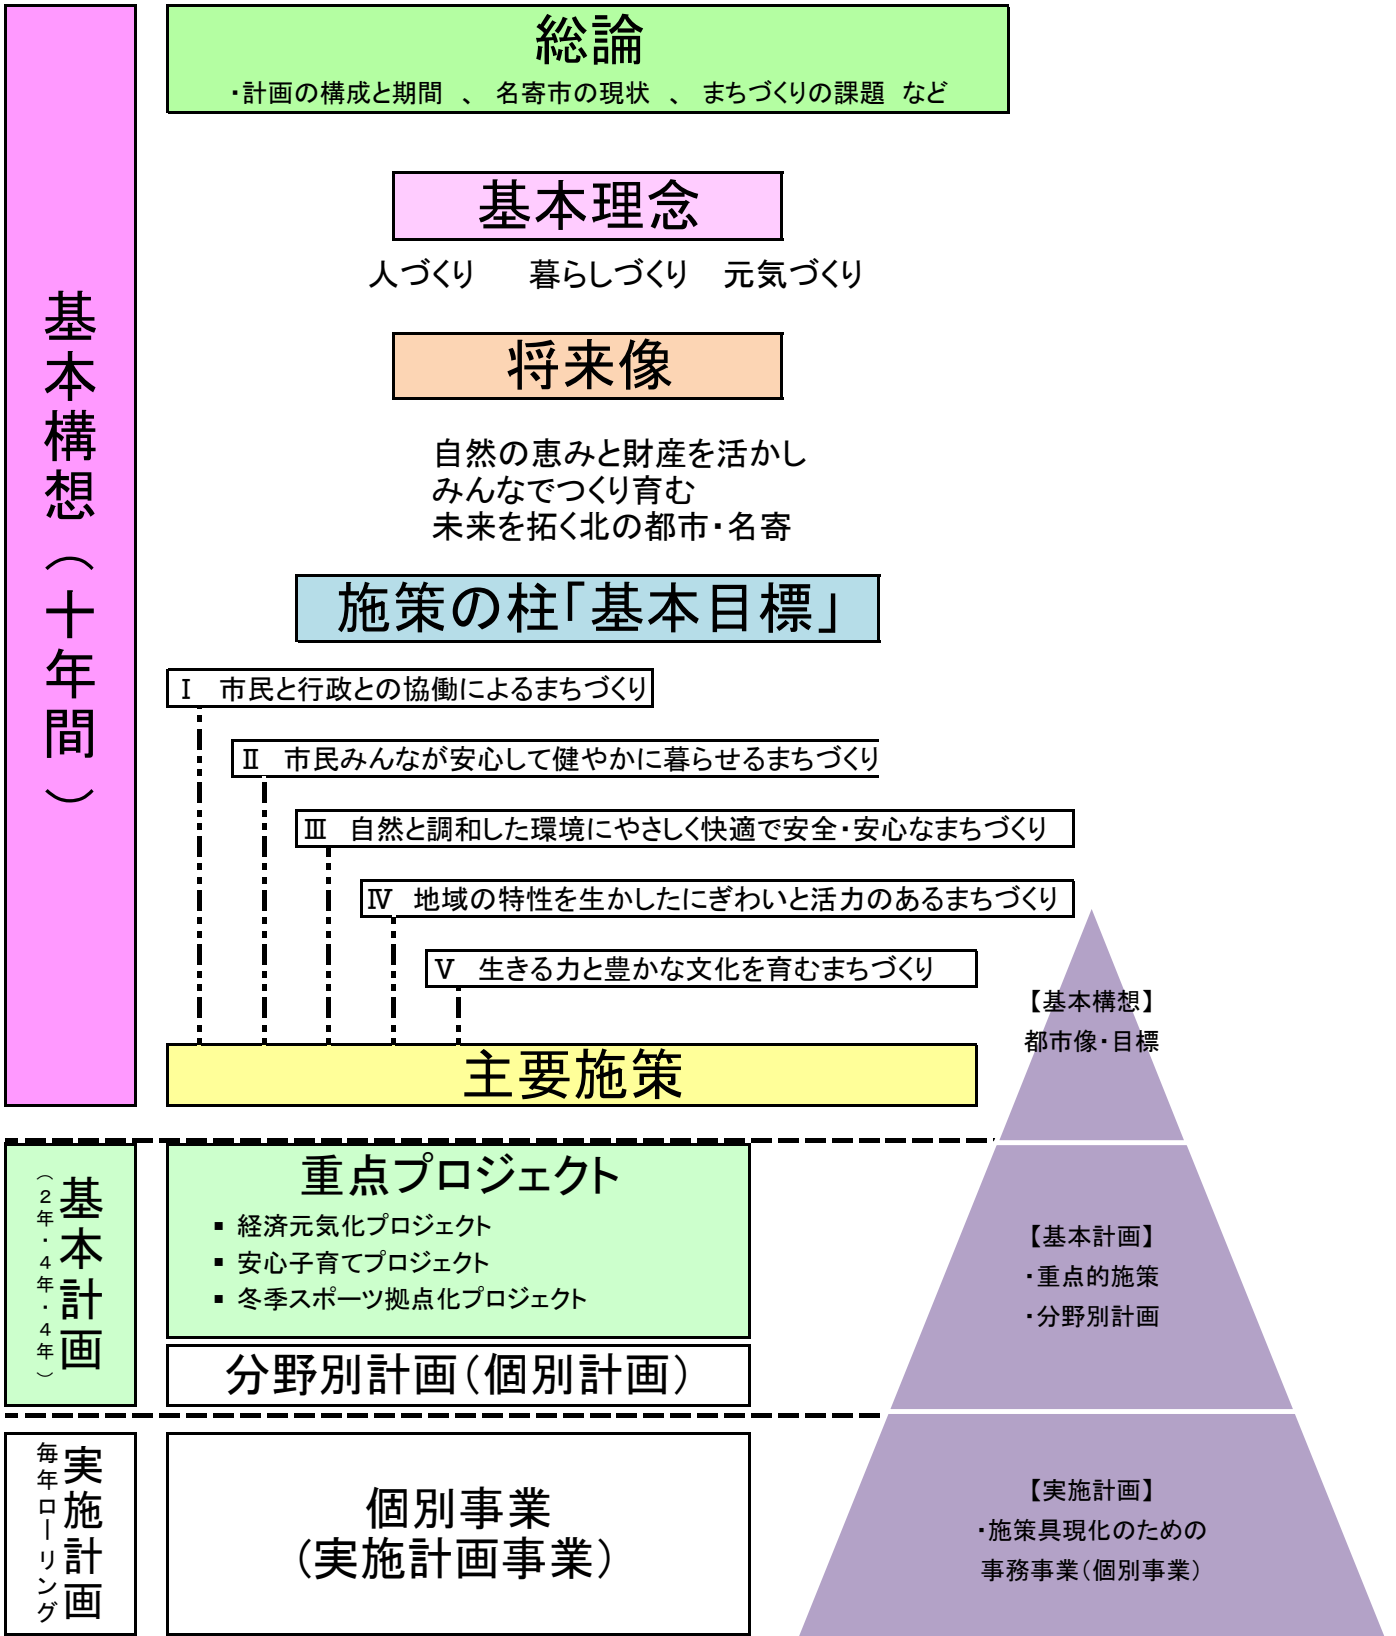 総論
・計画の構成と期間 、 名寄市の現状 、 まちづくりの課題 など
基本構想（十年間）
基本理念
人づくり 暮らしづくり 元気づくり
将来像
自然の恵みと財産を活かし
みんなでつくり育む
未来を拓く北の都市・名寄
施策の柱「基本目標」
Ⅰ 市民と行政との協働によるまちづくり
Ⅱ 市民みんなが安心して健やかに暮らせるまちづくり
Ⅲ 自然と調和した環境にやさしく快適で安全・安心なまちづくり
Ⅳ 地域の特性を生かしたにぎわいと活力のあるまちづくり
Ⅴ 生きる力と豊かな文化を育むまちづくり
主要施策
基本計画
（２年・４年・４年）
重点プロジェクト
▪ 経済元気化プロジェクト
▪ 安心子育てプロジェクト
▪ 冬季スポーツ拠点化プロジェクト
分野別計画（個別計画）
実施計画
毎年ローリング
個別事業
（実施計画事業）
【基本構想】
都市像・目標
【基本計画】
・重点的施策
・分野別計画
【実施計画】
・施策具現化のための
事務事業（個別事業）